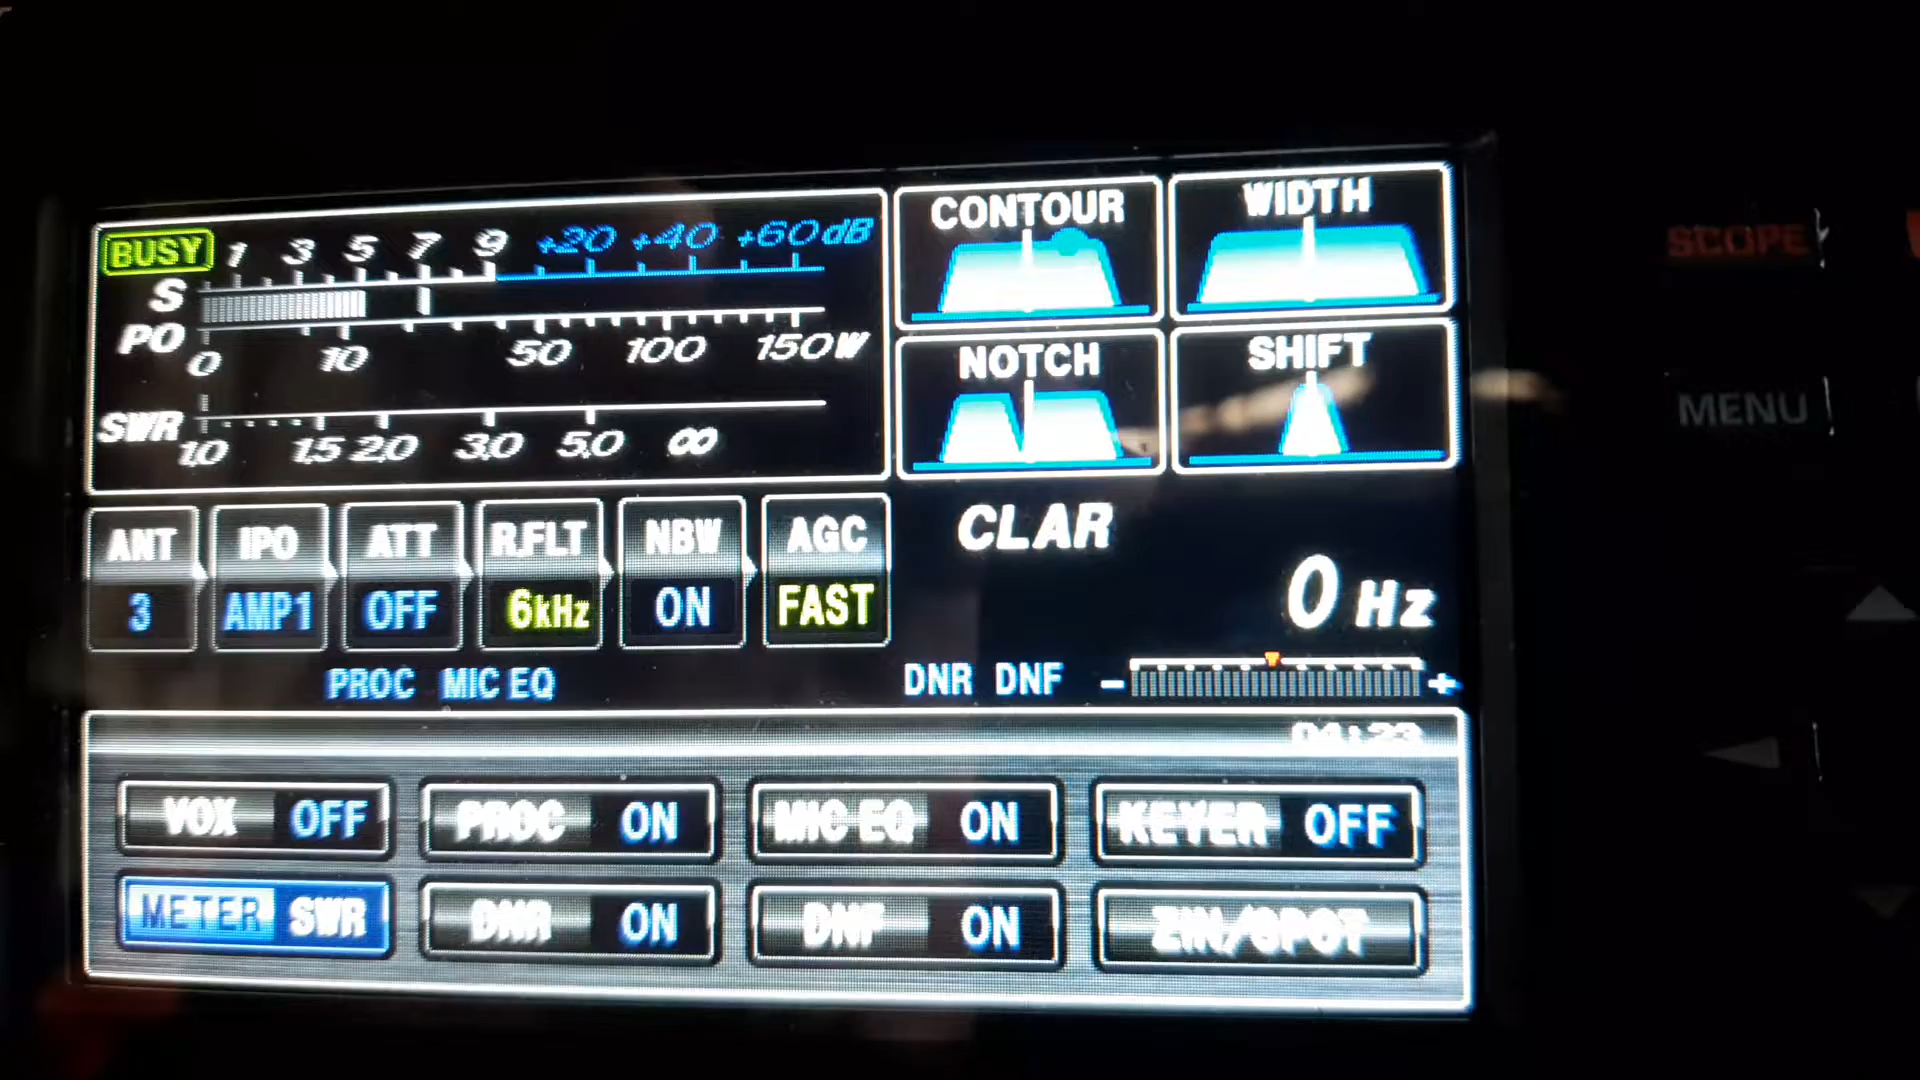 BUSY 1 3 5 7 9 +20 +40 +60dB
S
PO
0 10 50 100 150W
SWR
1.0 1.5 2.0 3.0 5.0 ∞
CONTOUR WIDTH
NOTCH SHIFT
SCOPE
MENU
ANT IPO ATT R.FLT NBW AGC
3 AMP1 OFF 6kHz ON FAST
CLAR
0 Hz
PROC MIC EQ DNR DNF - +
04:23
VOX OFF PROC ON MIC EQ ON KEYER OFF
METER SWR DNR ON DNF ON ZIN/SPOT